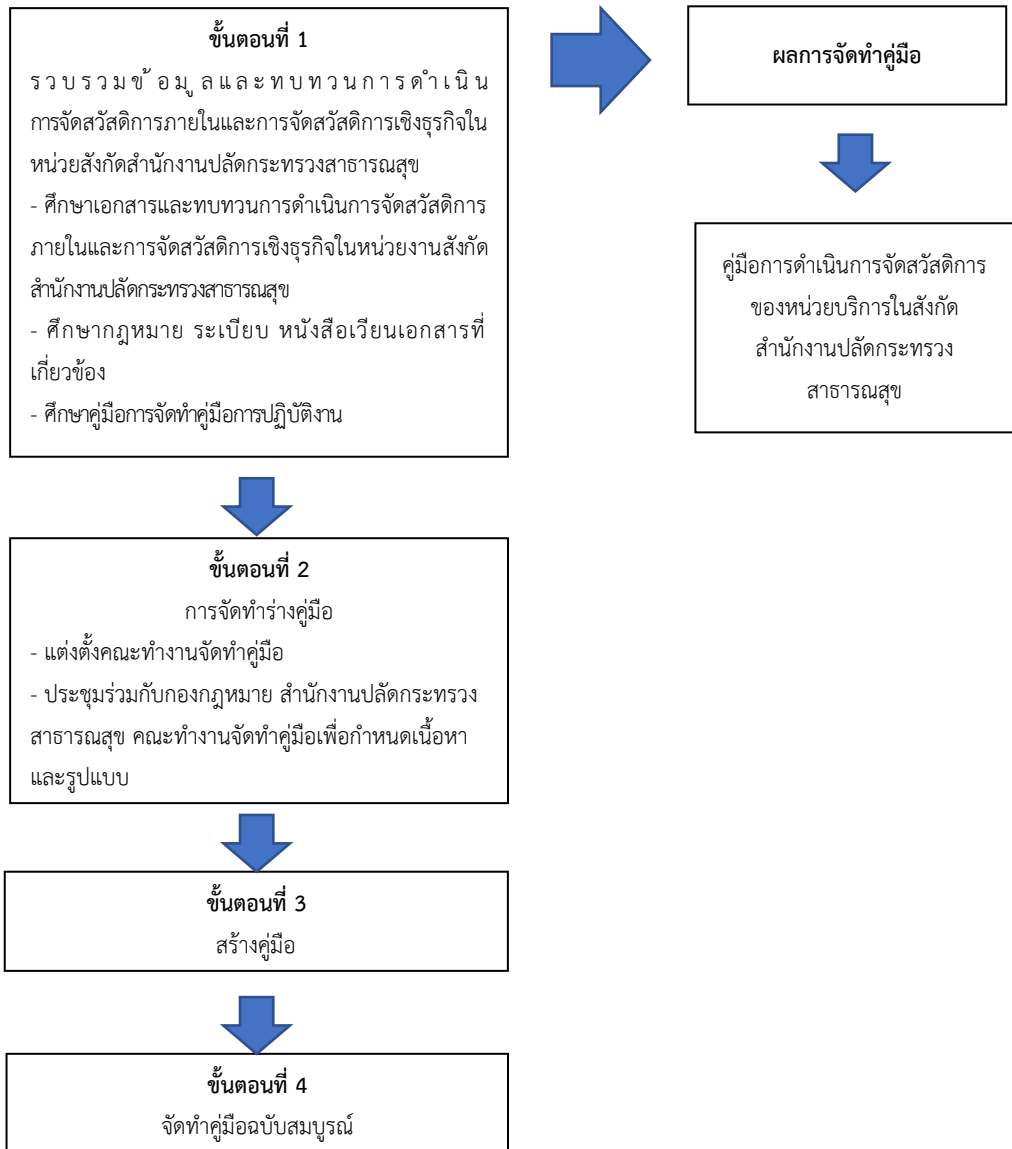 ขั้นตอนที่ 1
รวบรวมข้อมูลและทบทวนการดำเนิน
การจัดสวัสดิการภายในและการจัดสวัสดิการเชิงธุรกิจใน
หน่วยสังกัดสำนักงานปลัดกระทรวงสาธารณสุข
- ศึกษาเอกสารและทบทวนการดำเนินการจัดสวัสดิการ
ภายในและการจัดสวัสดิการเชิงธุรกิจในหน่วยงานสังกัด
สำนักงานปลัดกระทรวงสาธารณสุข
- ศึกษากฎหมาย ระเบียบ หนังสือเวียนเอกสารที่
เกี่ยวข้อง
- ศึกษาคู่มือการจัดทำคู่มือการปฏิบัติงาน
ขั้นตอนที่ 2
การจัดทำร่างคู่มือ
- แต่งตั้งคณะทำงานจัดทำคู่มือ
- ประชุมร่วมกับกองกฎหมาย สำนักงานปลัดกระทรวง
สาธารณสุข คณะทำงานจัดทำคู่มือเพื่อกำหนดเนื้อหา
และรูปแบบ
ขั้นตอนที่ 3
สร้างคู่มือ
ขั้นตอนที่ 4
จัดทำคู่มือฉบับสมบูรณ์
ผลการจัดทำคู่มือ
คู่มือการดำเนินการจัดสวัสดิการ
ของหน่วยบริการในสังกัด
สำนักงานปลัดกระทรวง
สาธารณสุข